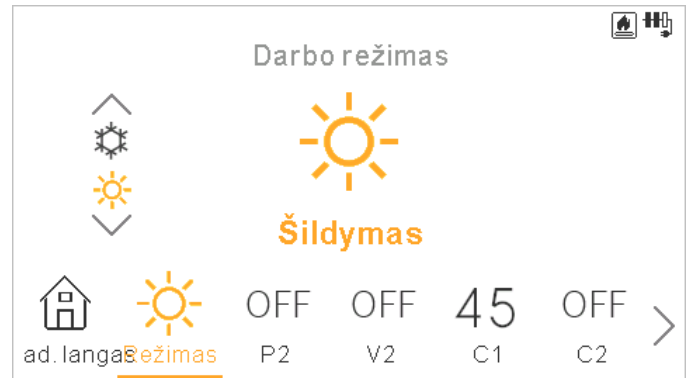 Darbo režimas
Šildymas
OFF OFF 45 OFF
ad.langas Režimas P2 V2 C1 C2